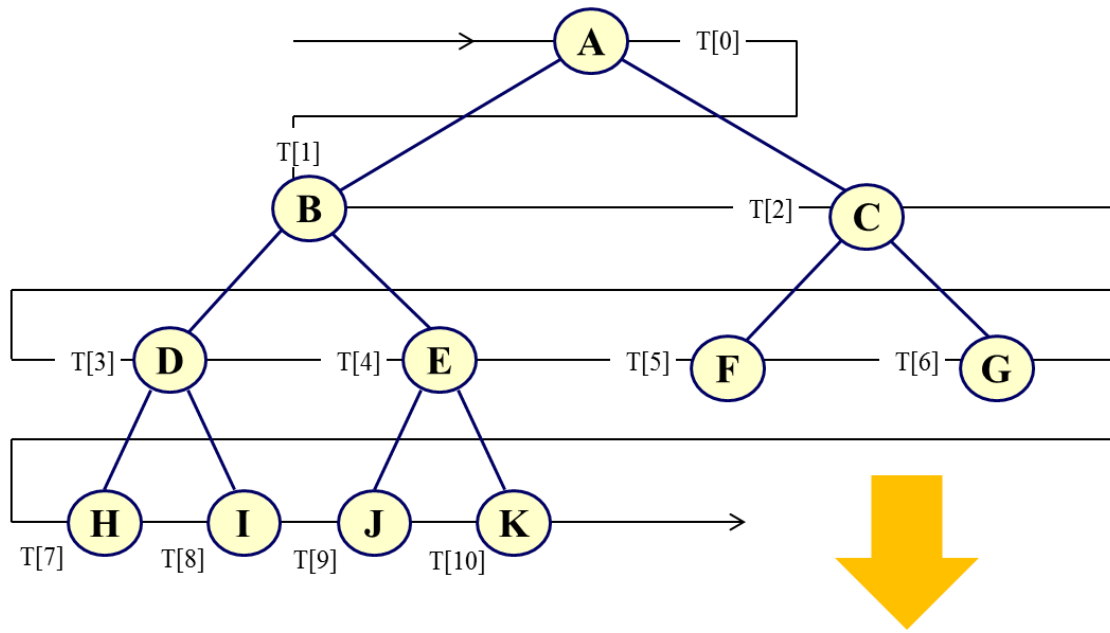 A T[0]
T[1]
B T[2] C
T[3] D T[4] E T[5] F T[6] G
H I J K
T[7] T[8] T[9] T[10]